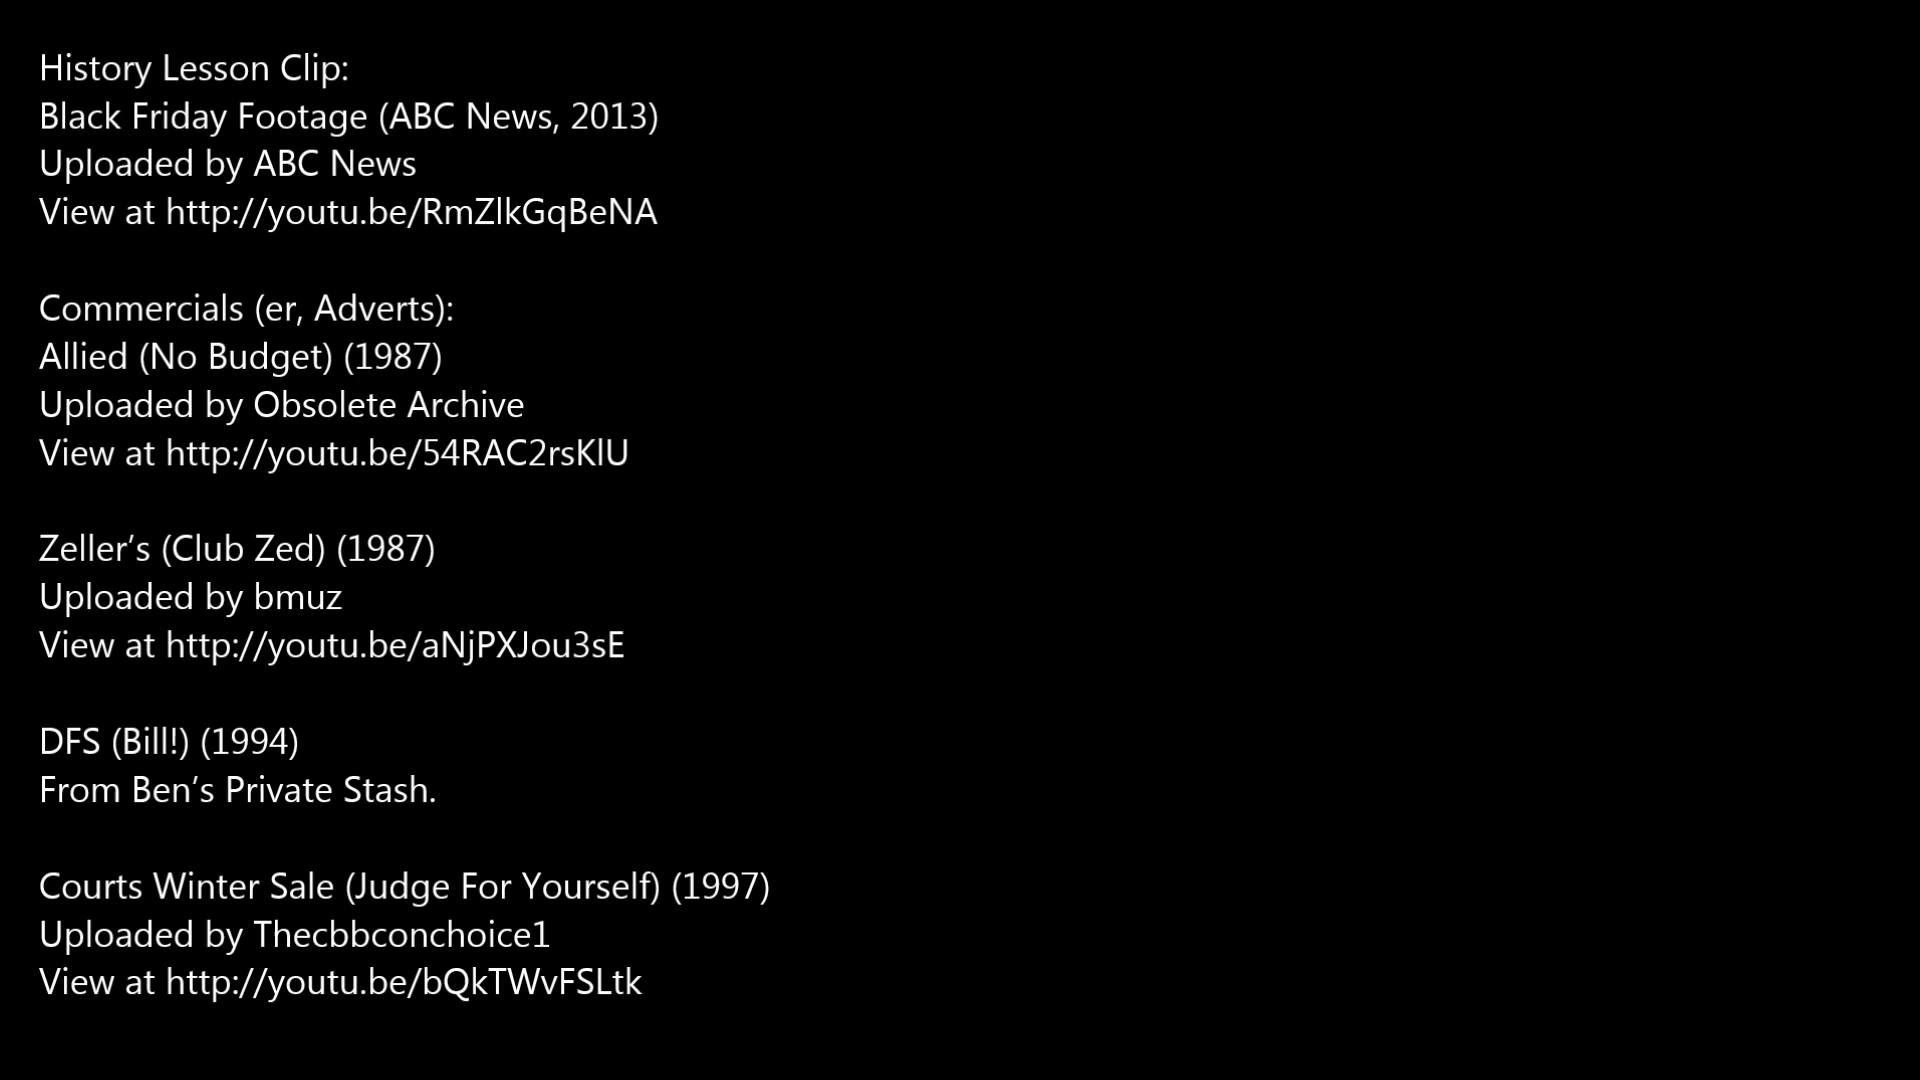 History Lesson Clip:
Black Friday Footage (ABC News, 2013)
Uploaded by ABC News
View at http://youtu.be/RmZlkGqBeNA
Commercials (er, Adverts):
Allied (No Budget) (1987)
Uploaded by Obsolete Archive
View at http://youtu.be/54RAC2rsKlU
Zeller’s (Club Zed) (1987)
Uploaded by bmuz
View at http://youtu.be/aNjPXJou3sE
DFS (Bill!) (1994)
From Ben’s Private Stash.
Courts Winter Sale (Judge For Yourself) (1997)
Uploaded by Thecbbconchoice1
View at http://youtu.be/bQkTWvFSLtk